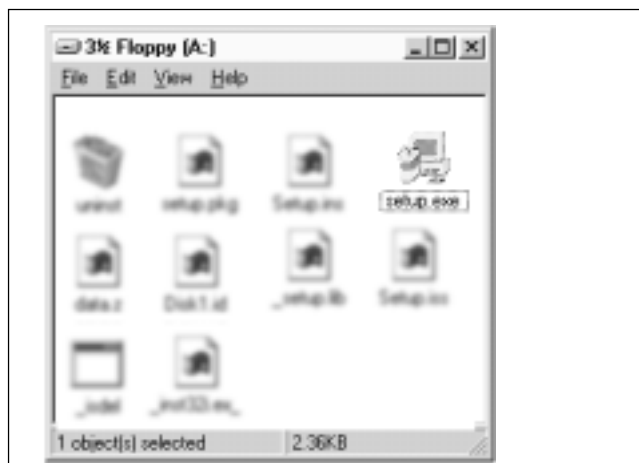 3½ Floppy (A:)
File Edit View Help
uninst setup.pkg Setup.ins setup.exe
data.z Disk1.id _setup.lib Setup.iss
_isdel _inst32i.ex_
1 object(s) selected 2.36KB